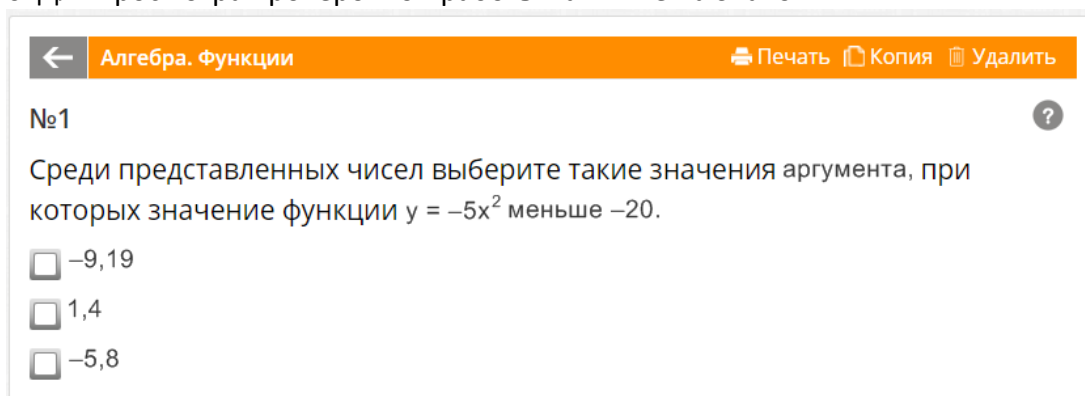 Алгебра. Функции Печать Копия Удалить
№1 ?
Среди представленных чисел выберите такие значения аргумента, при
которых значение функции y = –5x² меньше –20.
–9,19
1,4
–5,8